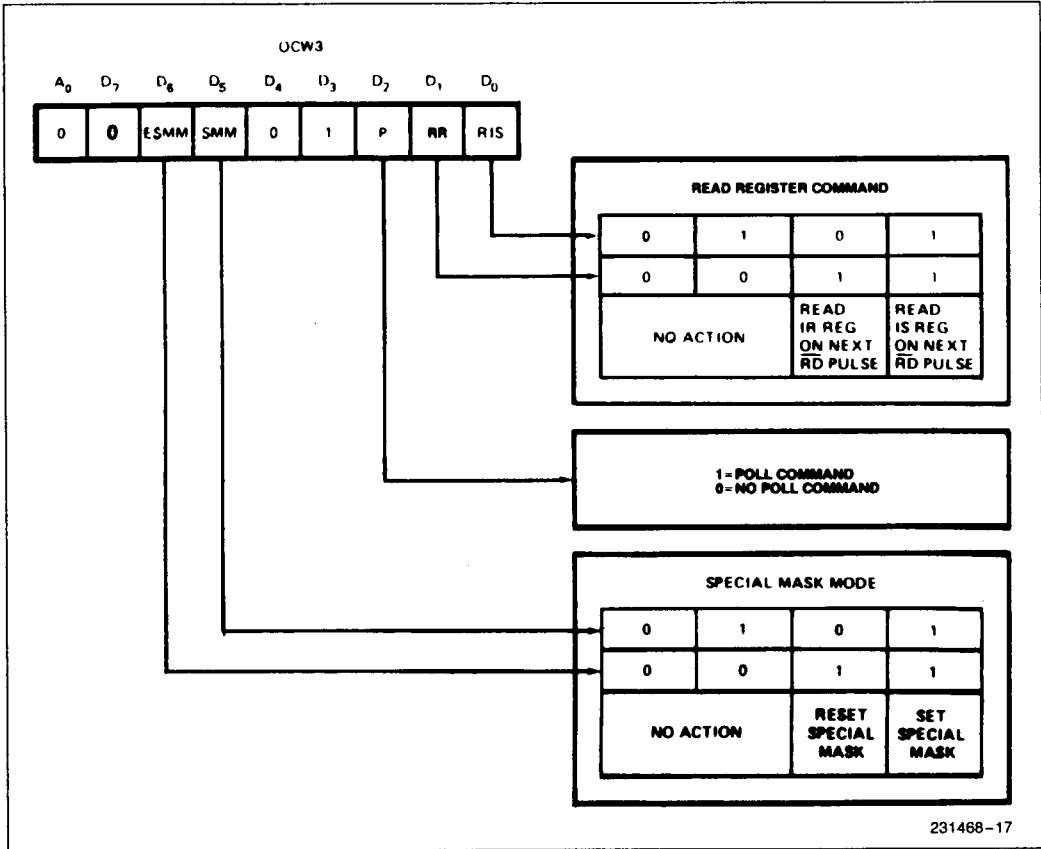 OCW3
A0 D7 D6 D5 D4 D3 D2 D1 D0
0 0 ESMM SMM 0 1 P RR RIS
READ REGISTER COMMAND
0 1 0 1
0 0 1 1
NO ACTION
READ
IR REG
ON NEXT
RD PULSE
READ
IS REG
ON NEXT
RD PULSE
1=POLL COMMAND
0=NO POLL COMMAND
SPECIAL MASK MODE
0 1 0 1
0 0 1 1
NO ACTION
RESET
SPECIAL
MASK
SET
SPECIAL
MASK
231468-17